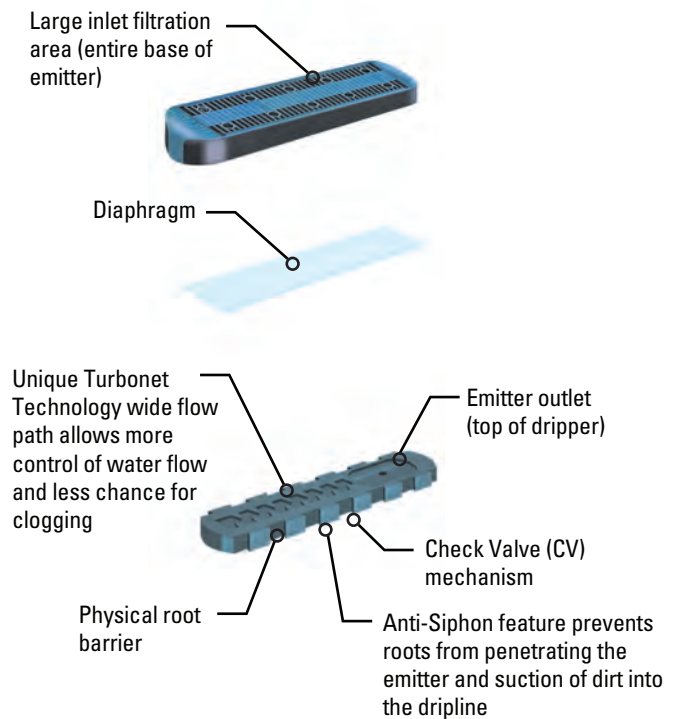 Large inlet filtration
area (entire base of
emitter)
Diaphragm
Unique Turbonet
Technology wide flow
path allows more
control of water flow
and less chance for
clogging
Emitter outlet
(top of dripper)
Check Valve (CV)
mechanism
Physical root
barrier
Anti-Siphon feature prevents
roots from penetrating the
emitter and suction of dirt into
the dripline